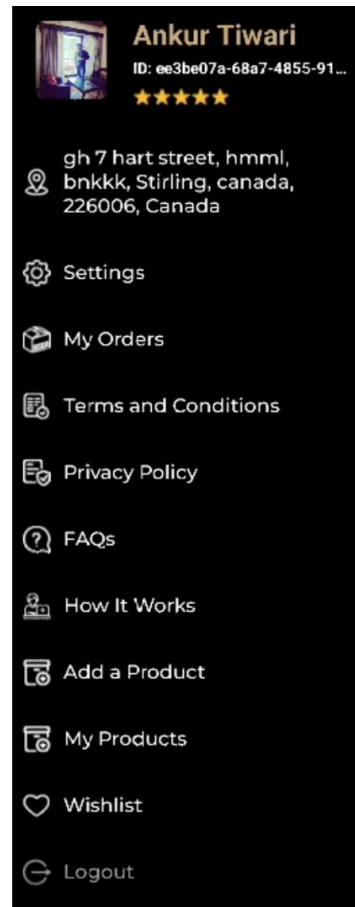 Ankur Tiwari
ID: ee3be07a-68a7-4855-91...
gh 7 hart street, hmml,
bnkkk, Stirling, canada,
226006, Canada
Settings
My Orders
Terms and Conditions
Privacy Policy
FAQs
How It Works
Add a Product
My Products
Wishlist
Logout